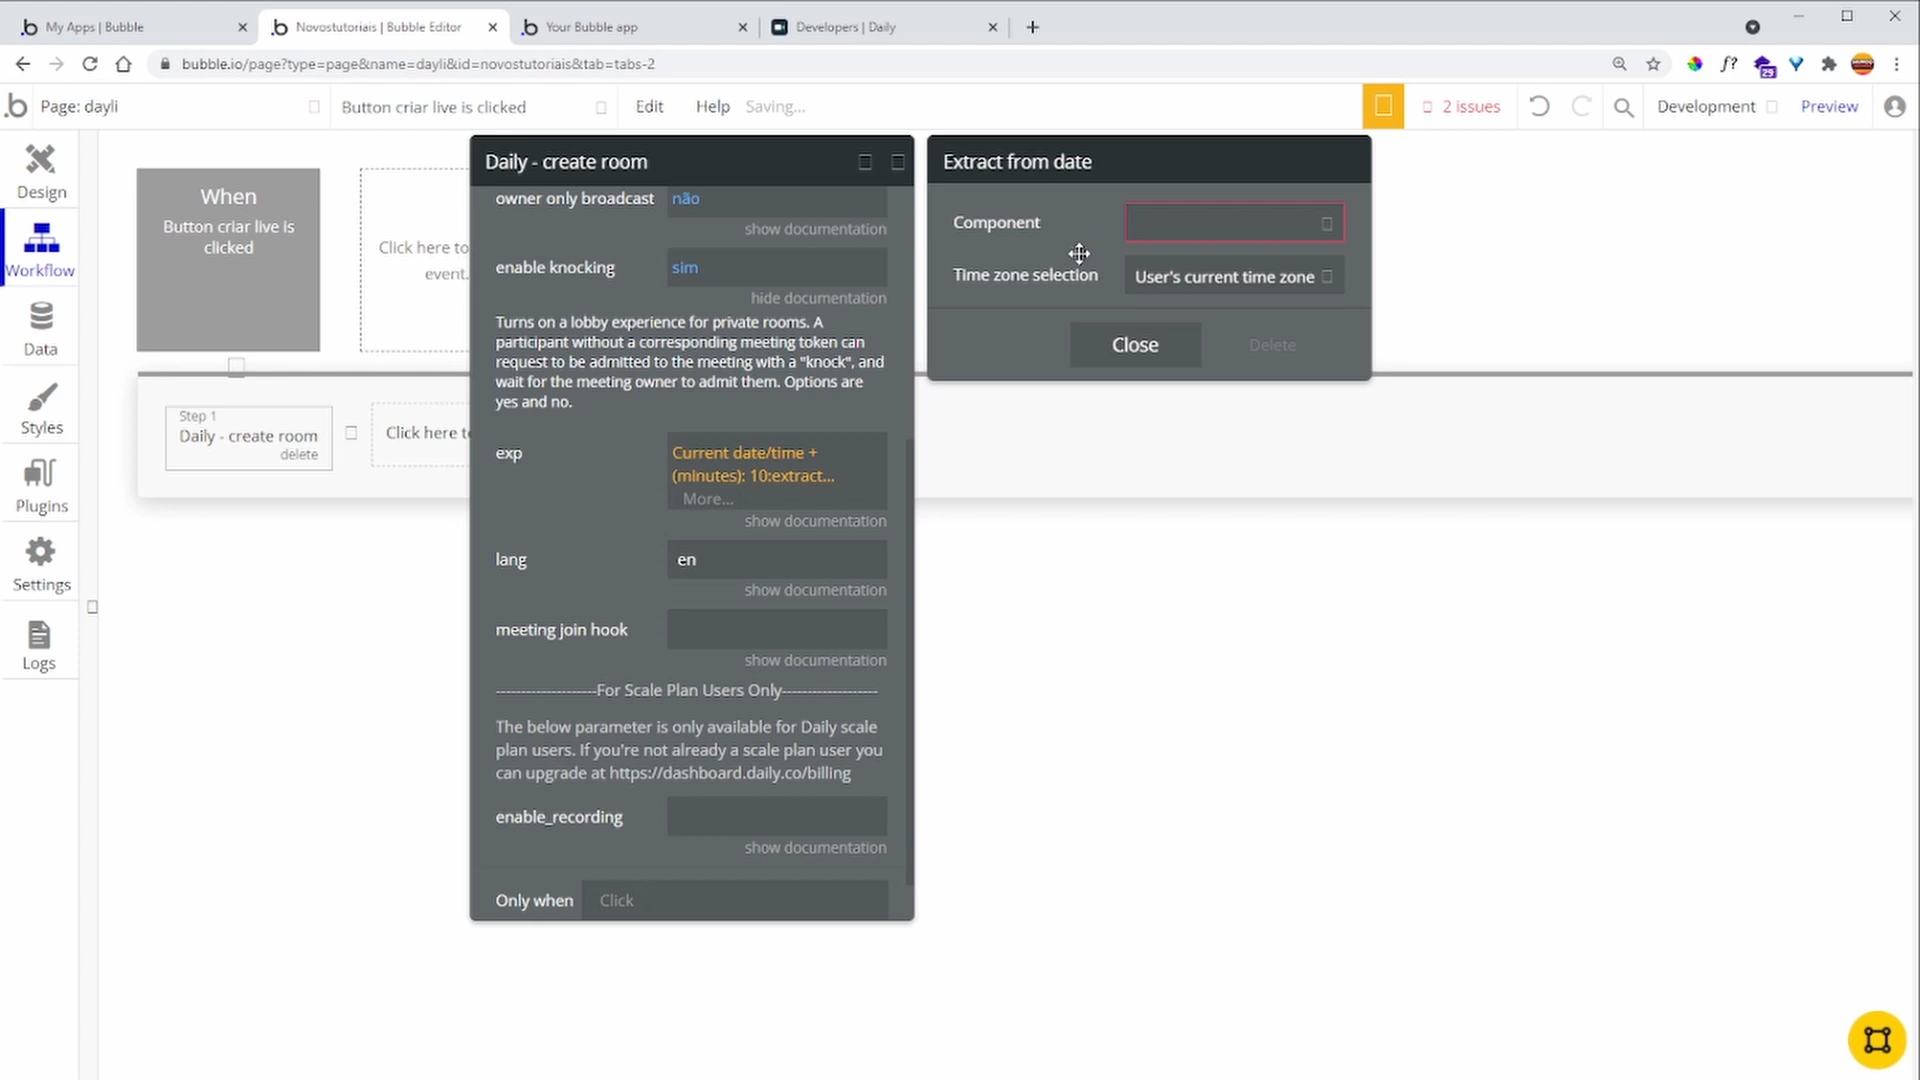 My Apps | Bubble
Novostutoriais | Bubble Editor
Your Bubble app
Developers | Daily
bubble.io/page?type=page&name=dayli&id=novostutoriais&tab=tabs-2
f?
25
Page: dayli
Button criar live is clicked
Edit
Help
Saving...
2 issues
Development
Preview
Design
Workflow
Data
Styles
Plugins
Settings
Logs
When
Button criar live is
clicked
Click here to
event.
Step 1
Daily - create room
delete
Click here to
Daily - create room
owner only broadcast
não
show documentation
enable knocking
sim
hide documentation
Turns on a lobby experience for private rooms. A
participant without a corresponding meeting token can
request to be admitted to the meeting with a "knock", and
wait for the meeting owner to admit them. Options are
yes and no.
exp
Current date/time +
(minutes): 10:extract...
More...
show documentation
lang
en
show documentation
meeting join hook
show documentation
--------------------For Scale Plan Users Only-------------------
The below parameter is only available for Daily scale
plan users. If you're not already a scale plan user you
can upgrade at https://dashboard.daily.co/billing
enable_recording
show documentation
Only when
Click
Extract from date
Component
Time zone selection
User's current time zone
Close
Delete